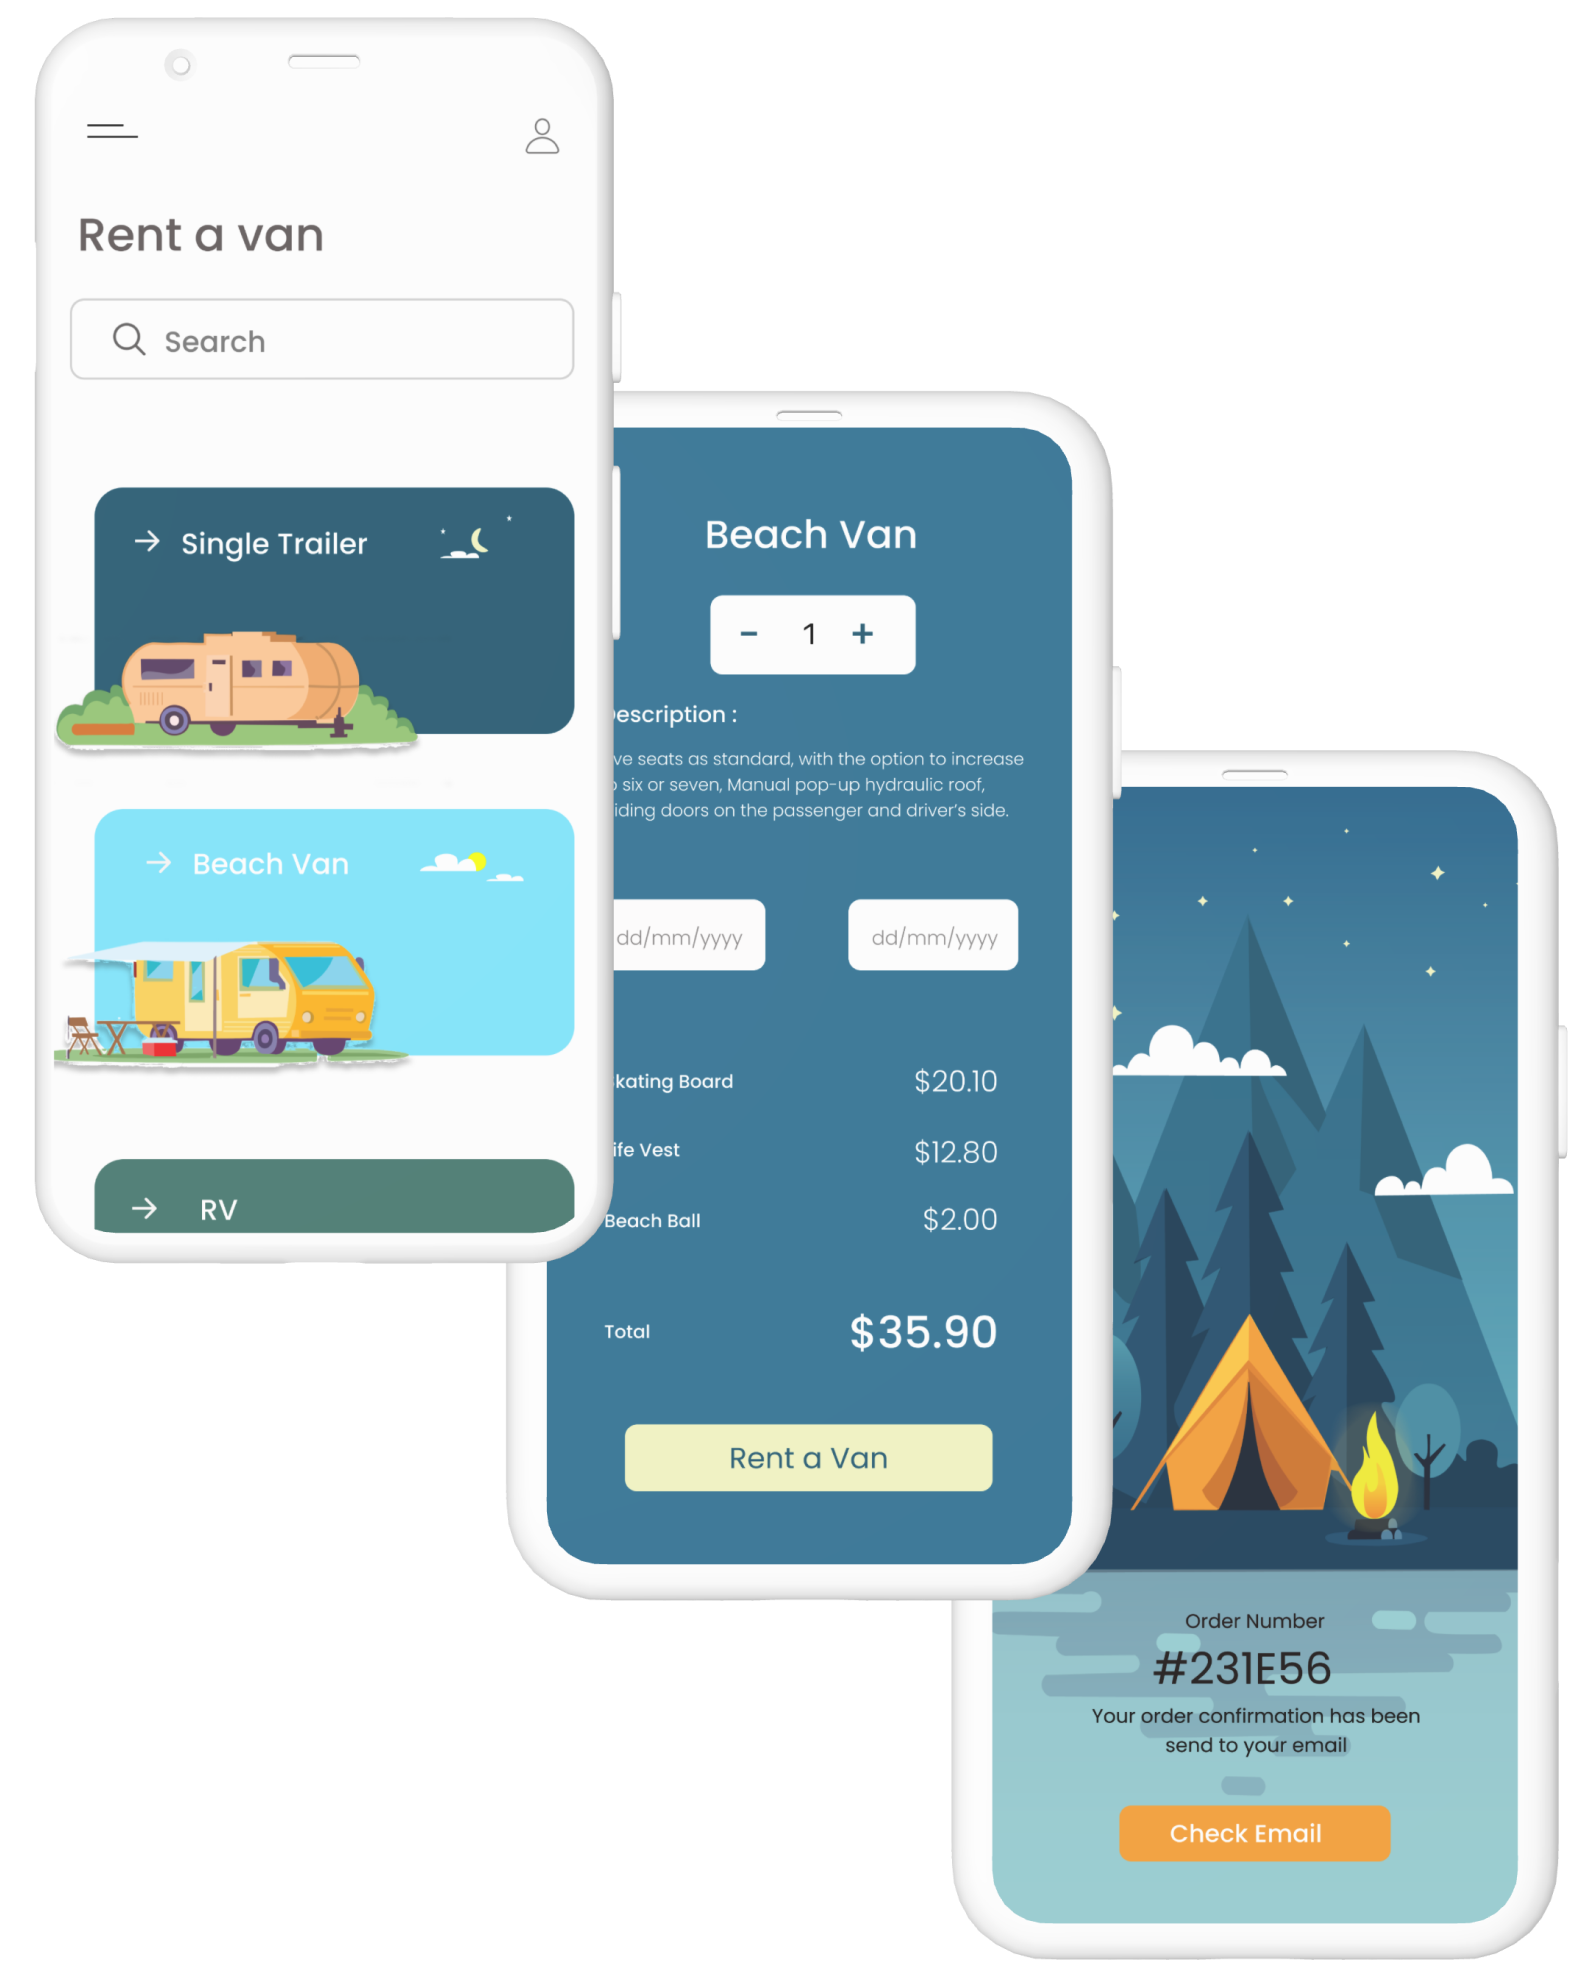 Rent a van
Search
Single Trailer
Beach Van
RV
Beach Van
- 1 +
escription :
ve seats as standard, with the option to increase
six or seven, Manual pop-up hydraulic roof,
iding doors on the passenger and driver's side.
dd/mm/yyyy dd/mm/yyyy
kating Board $20.10
ife Vest $12.80
Beach Ball $2.00
Total $35.90
Rent a Van
Order Number
#231E56
Your order confirmation has been
send to your email
Check Email